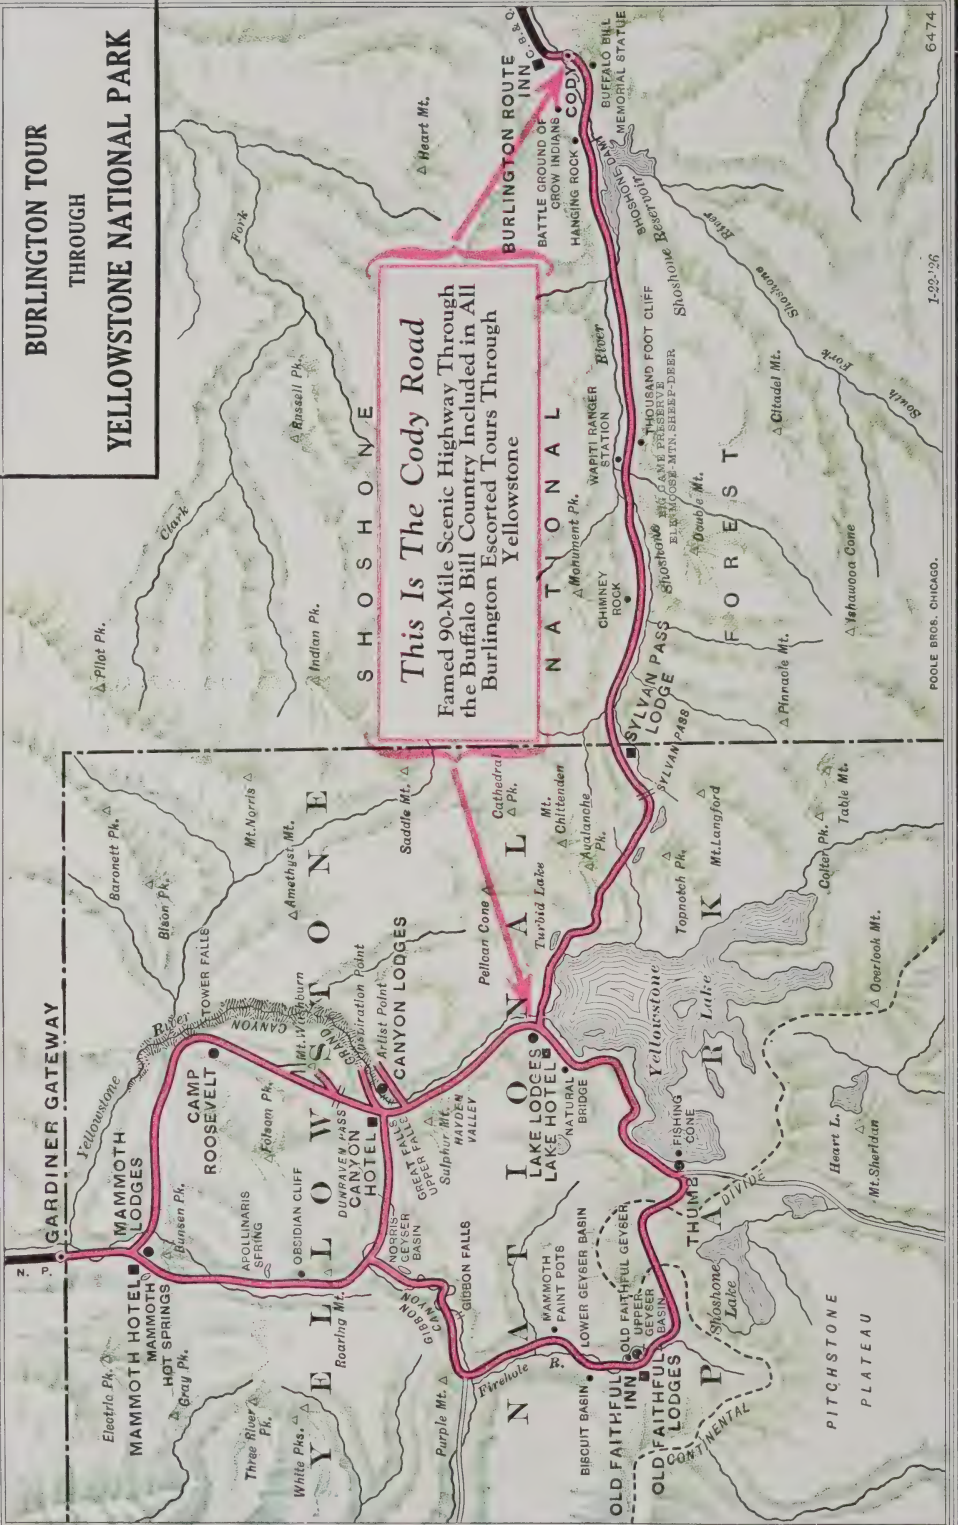 BURLINGTON TOUR
THROUGH
YELLOWSTONE NATIONAL PARK
GARDINER GATEWAY
N. P.
Yellowstone
River
MAMMOTH
LODGES
MAMMOTH HOTEL
MAMMOTH
HOT SPRINGS
Electric Pk.
Gray Pk.
Bunsen Pk.
Three River
Pk.
White Pks.
APOLLINARIS
SPRING
OBSIDIAN CLIFF
Roaring Mt.
CAMP
ROOSEVELT
TOWER FALLS
Folsom Pk.
Mt. Washburn
DUNRAVEN PASS
GRAND
CANYON
Inspiration Point
Artist Point
CANYON LODGES
CANYON
HOTEL
GREAT FALLS
UPPER FALLS
Sulphur Mt.
HAYDEN
VALLEY
NORRIS
GEYSER
BASIN
GIBBON
CANYON
GIBBON FALLS
Purple Mt.
Firehole
R.
MAMMOTH
PAINT POTS
LOWER GEYSER BASIN
BISCUIT BASIN
OLD FAITHFUL GEYSER
UPPER
GEYSER
BASIN
OLD FAITHFUL
INN
OLD FAITHFUL
LODGES
CONTINENTAL
DIVIDE
Shoshone
Lake
PITCHSTONE
PLATEAU
THUMB
FISHING
CONE
NATURAL
BRIDGE
LAKE LODGES
LAKE HOTEL
Yellowstone
Lake
Heart L.
Mt. Sheridan
Overlook Mt.
Colter Pk.
Table Mt.
Mt. Langford
Topnotch Pk.
Turbid Lake
Pelican Cone
Cathedral
Pk.
Mt.
Chittenden
Avalanche
Pk.
Saddle Mt.
Amethyst Mt.
Mt. Norris
Bison Pk.
Baronett Pk.
YELLOWSTONE
NATIONAL
PARK
Pilot Pk.
Indian Pk.
Russell Pk.
Clark
Fork
Heart Mt.
SHOSHONE
NATIONAL
FOREST
This Is The Cody Road
Famed 90-Mile Scenic Highway Through
the Buffalo Bill Country Included in All
Burlington Escorted Tours Through
Yellowstone
SYLVAN PASS
LODGE
SYLVAN PASS
CHIMNEY
ROCK
Monument Pk.
WAPITI RANGER
STATION
Shoshone
River
THOUSAND FOOT CLIFF
BIG GAME PRESERVE
ELK-MOOSE-MTN. SHEEP-DEER
Double Mt.
Pinnacle Mt.
Ishawooa Cone
Citadel Mt.
South
Fork
Shoshone
River
Shoshone Reservoir
SHOSHONE DAM
HANGING ROCK
BATTLE GROUND OF
CROW INDIANS
BURLINGTON ROUTE
INN
C. B. & Q.
CODY
BUFFALO BILL
MEMORIAL STATUE
POOLE BROS. CHICAGO.
1-22-'26
6474